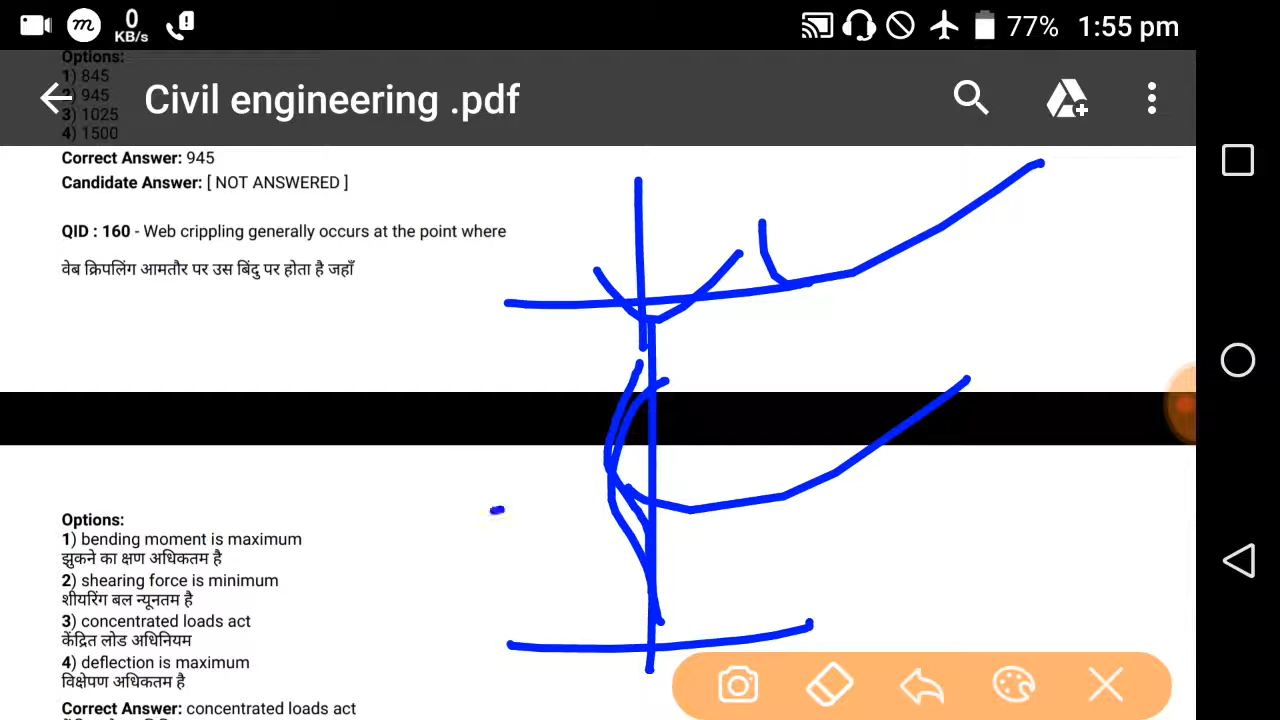 0
KB/s
77% 1:55 pm
Options:
1) 845
Civil engineering .pdf
2) 945
3) 1025
4) 1500
Correct Answer: 945
Candidate Answer: [ NOT ANSWERED ]
QID : 160 - Web crippling generally occurs at the point where
वेब क्रिपलिंग आमतौर पर उस बिंदु पर होता है जहाँ
Options:
1) bending moment is maximum
झुकने का क्षण अधिकतम है
2) shearing force is minimum
शीयरिंग बल न्यूनतम है
3) concentrated loads act
केंद्रित लोड अधिनियम
4) deflection is maximum
विक्षेपण अधिकतम है
Correct Answer: concentrated loads act